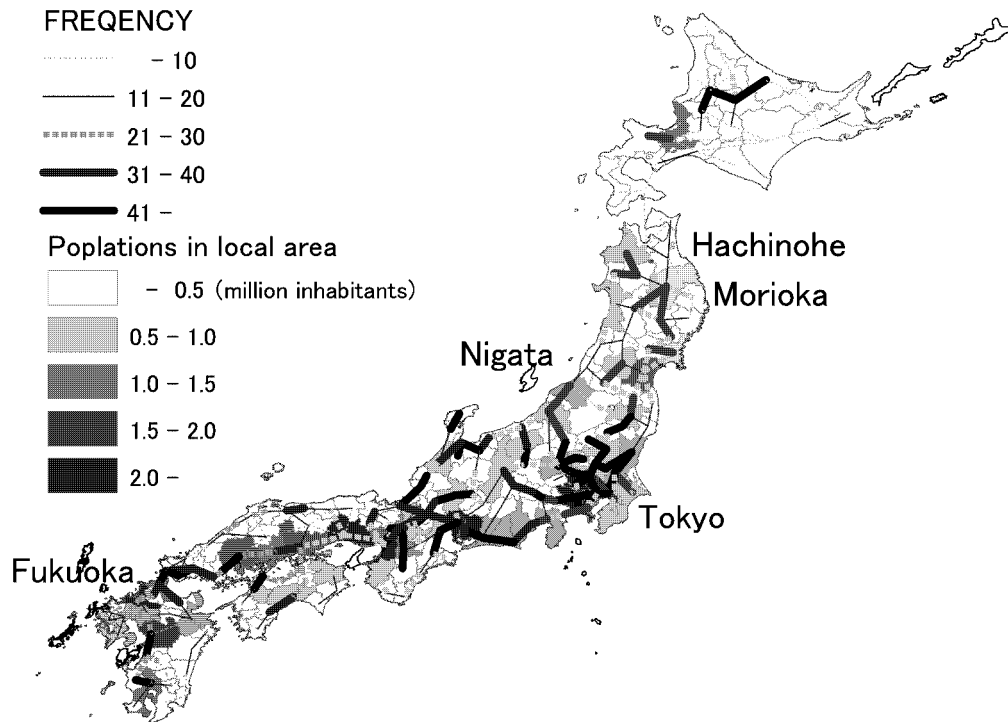 FREQENCY
- 10
11 - 20
21 - 30
31 - 40
41 -
Poplations in local area
- 0.5 (million inhabitants)
0.5 - 1.0
1.0 - 1.5
1.5 - 2.0
2.0 -
Hachinohe
Morioka
Nigata
Tokyo
Fukuoka